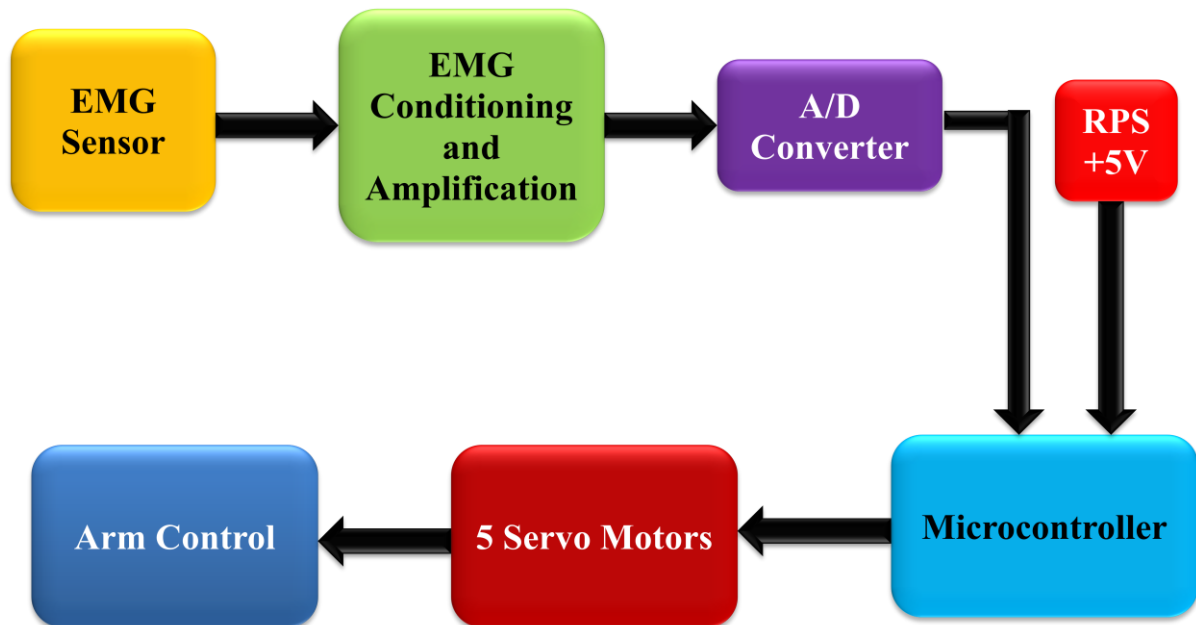 EMG
Sensor
EMG
Conditioning
and
Amplification
A/D
Converter
RPS
+5V
Arm Control
5 Servo Motors
Microcontroller